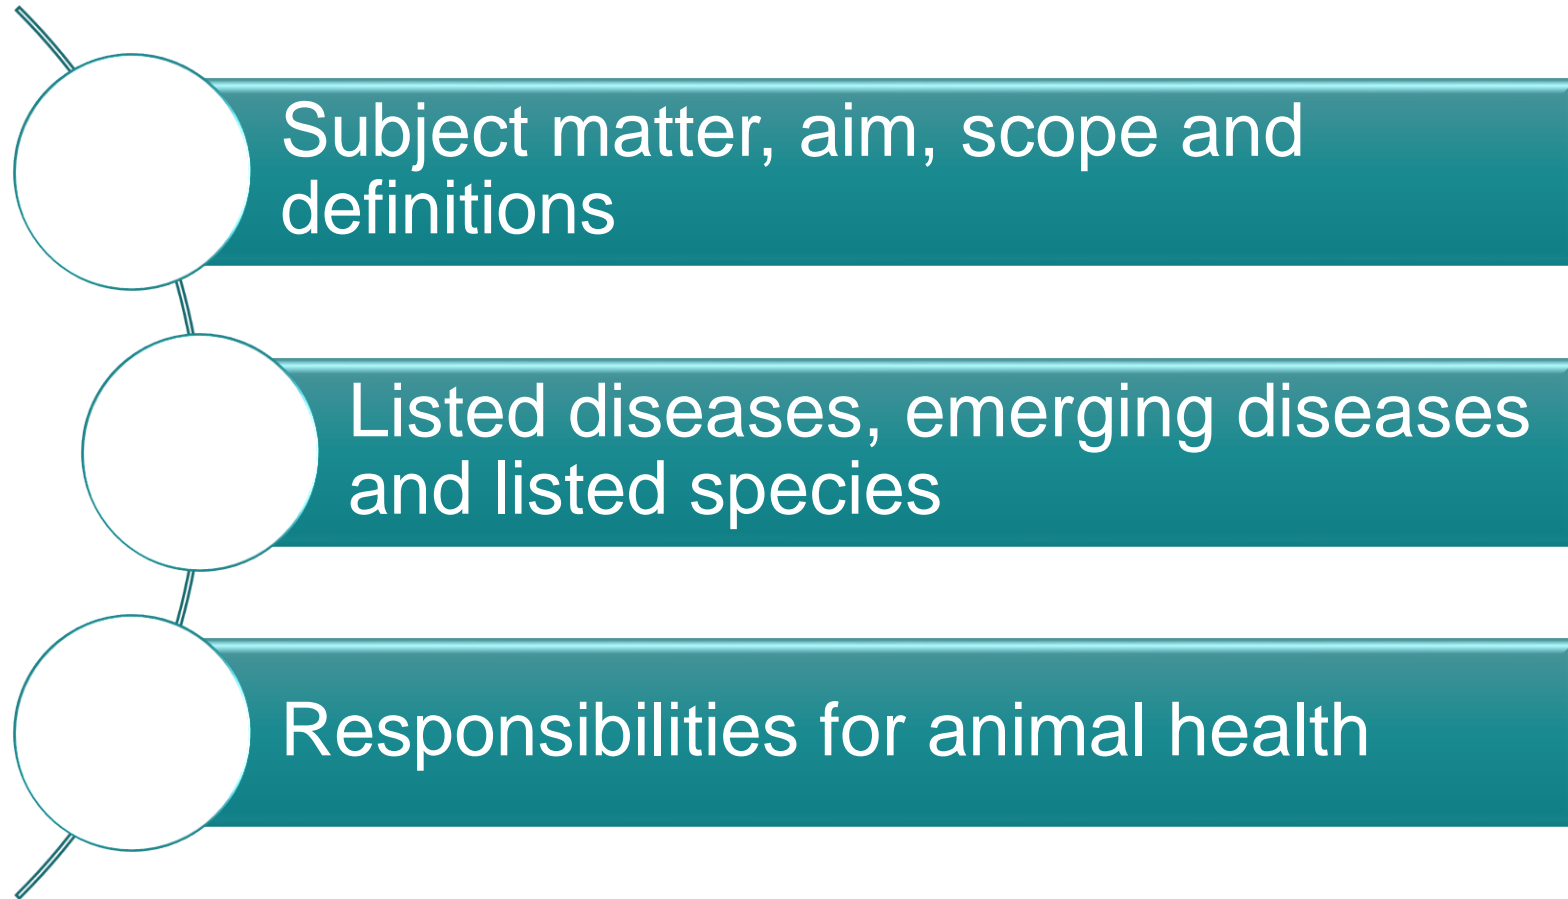 Subject matter, aim, scope and
definitions
Listed diseases, emerging diseases
and listed species
Responsibilities for animal health